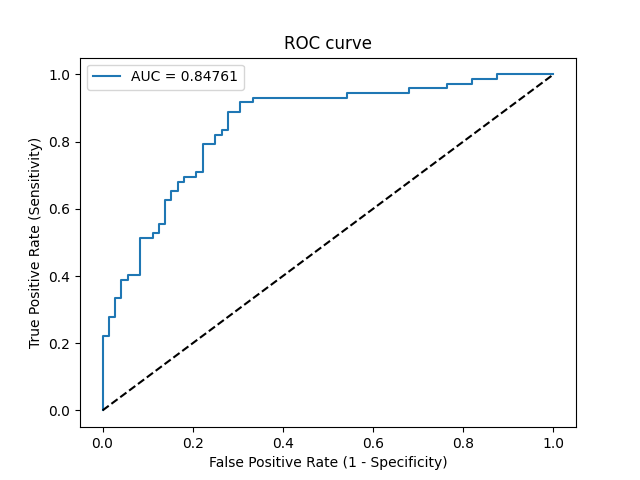 ROC curve
AUC = 0.84761
1.0
0.8
0.6
0.4
0.2
0.0
True Positive Rate (Sensitivity)
0.0 0.2 0.4 0.6 0.8 1.0
False Positive Rate (1 - Specificity)